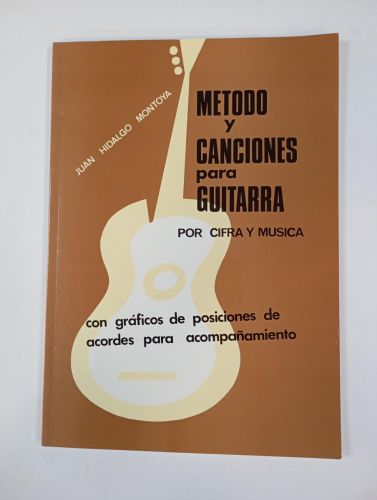 JUAN HIDALGO MONTOYA
METODO
y
CANCIONES
para
GUITARRA
POR CIFRA Y MUSICA
con gráficos de posiciones de
acordes para acompañamiento